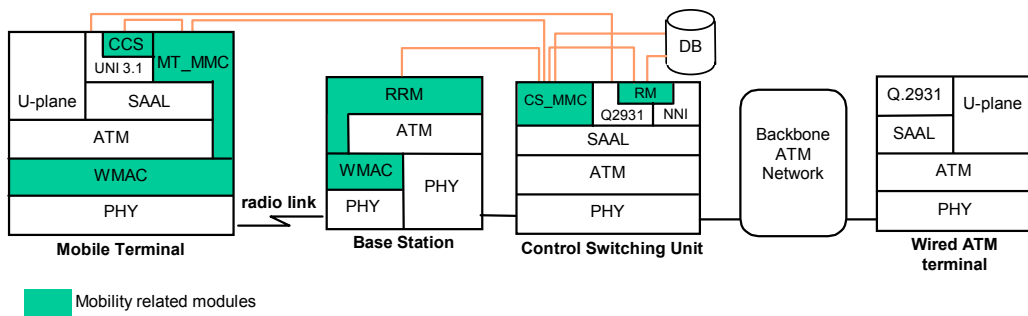 CCS
UNI 3.1
MT_MMC
U-plane
SAAL
ATM
WMAC
PHY
Mobile Terminal
radio link
RRM
ATM
WMAC
PHY
PHY
Base Station
DB
CS_MMC
RM
Q2931
NNI
SAAL
ATM
PHY
Control Switching Unit
Backbone
ATM
Network
Q.2931
U-plane
SAAL
ATM
PHY
Wired ATM
terminal
Mobility related modules